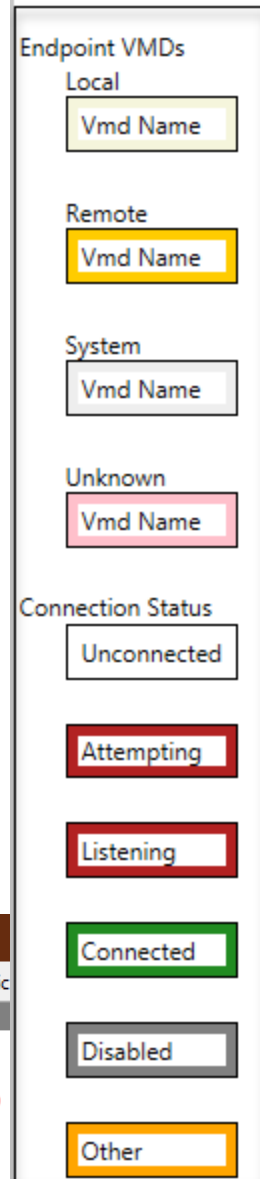 Endpoint VMDs
Local
Vmd Name
Remote
Vmd Name
System
Vmd Name
Unknown
Vmd Name
Connection Status
Unconnected
Attempting
Listening
Connected
Disabled
Other